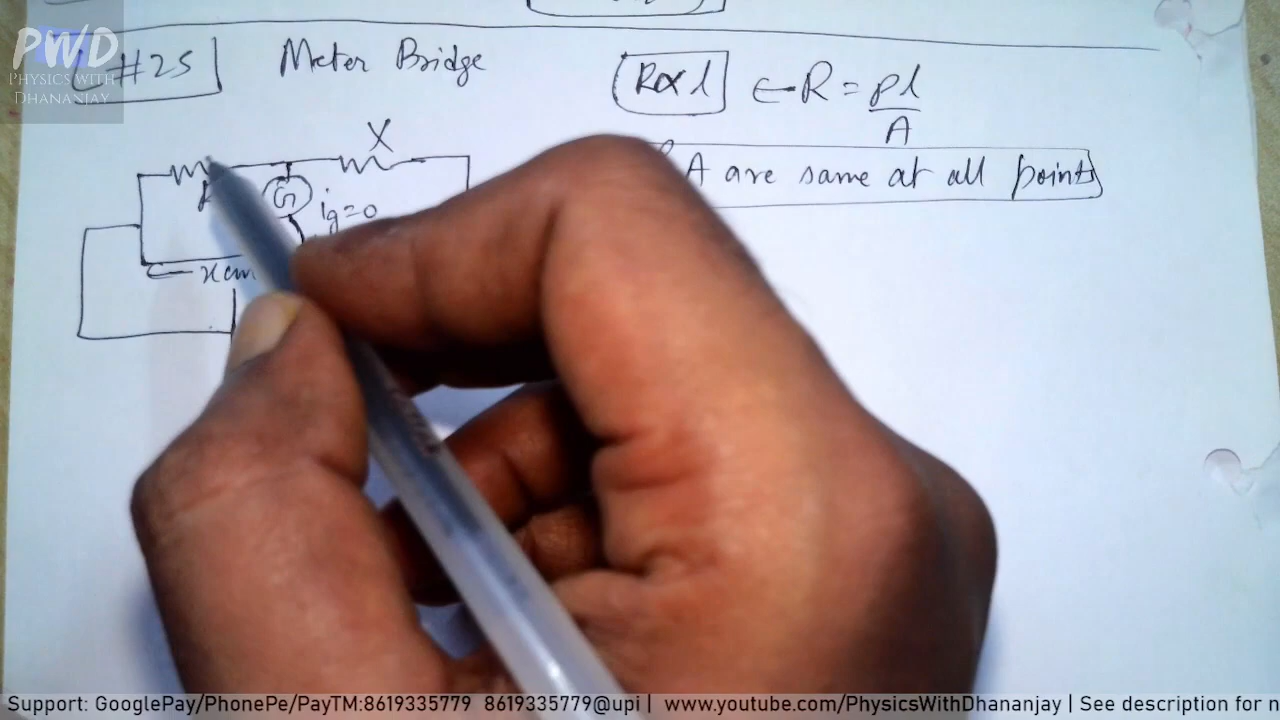 PWD
PHYSICS WITH
DHANANJAY
#25
Meter Bridge
R∝l ← R = ρl/A
A are same at all points
X
G
ig=0
x cm
Support: GooglePay/PhonePe/PayTM:8619335779 8619335779@upi | www.youtube.com/PhysicsWithDhananjay | See description for n